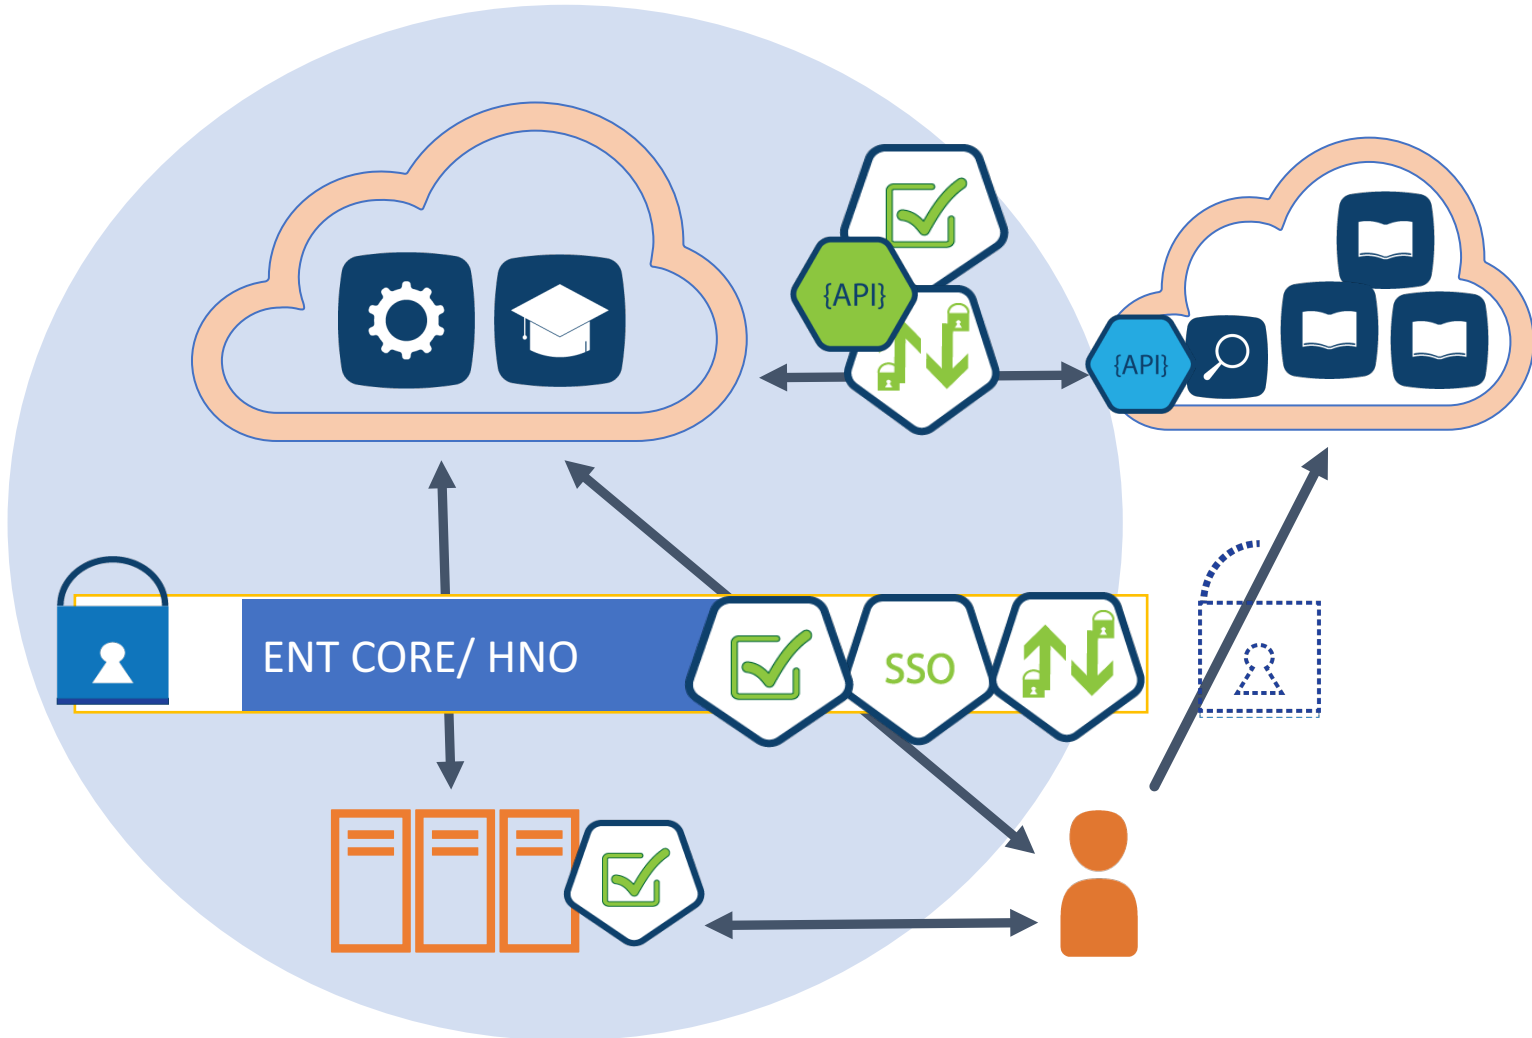 {API}
{API}
ENT CORE/ HNO
SSO